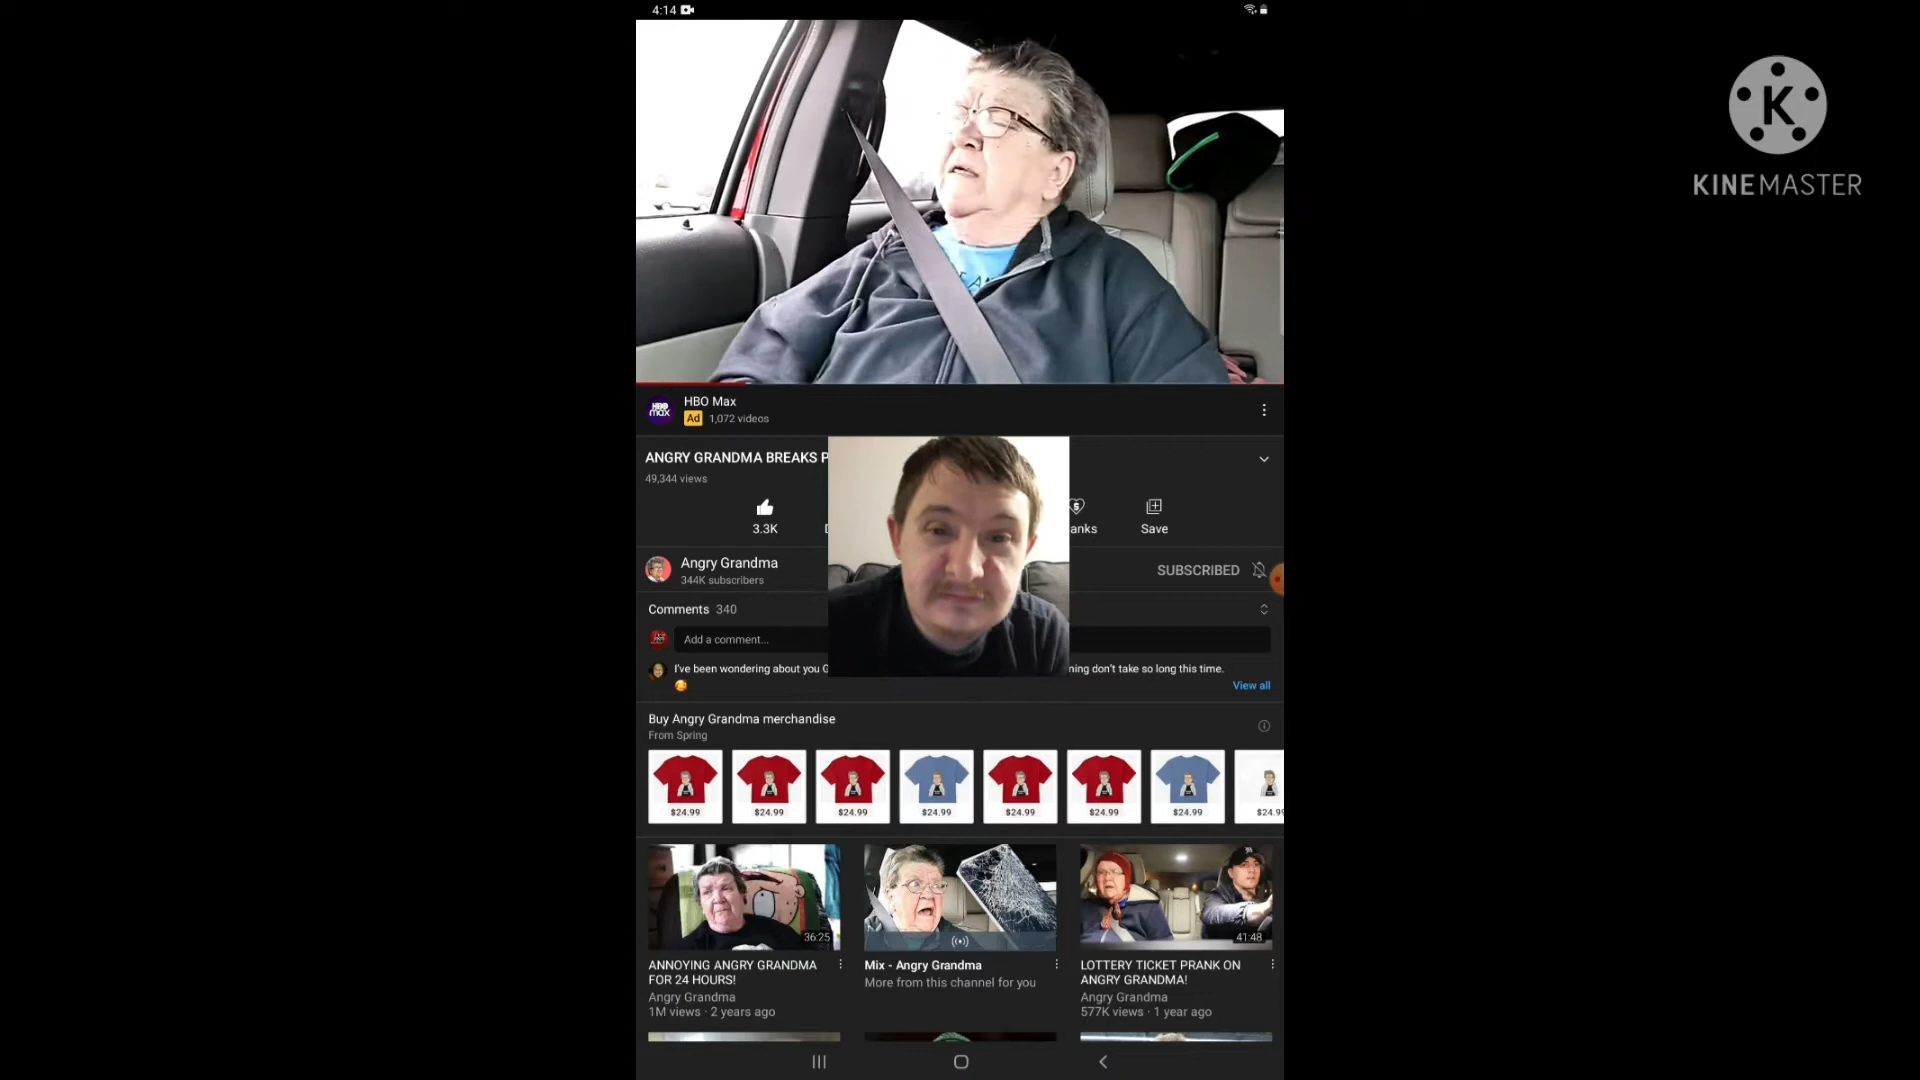 4:14
KINEMASTER
HBO Max
Ad 1,072 videos
ANGRY GRANDMA BREAKS
49,344 views
3.3K
Save
Angry Grandma
344K subscribers
SUBSCRIBED
Comments 340
Add a comment...
I've been wondering about you
don't take so long this time.
View all
Buy Angry Grandma merchandise
From Spring
$24.99 $24.99 $24.99 $24.99 $24.99 $24.99 $24.99
36:25
41:48
ANNOYING ANGRY GRANDMA
FOR 24 HOURS!
Angry Grandma
1M views · 2 years ago
Mix - Angry Grandma
More from this channel for you
LOTTERY TICKET PRANK ON
ANGRY GRANDMA!
Angry Grandma
577K views · 1 year ago